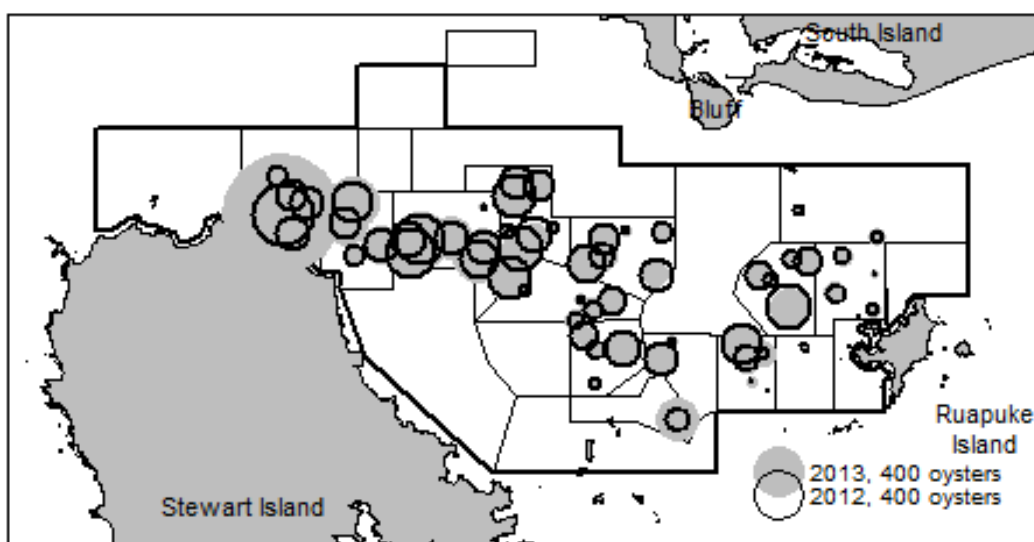 South Island
Bluff
Ruapuke
Island
2013, 400 oysters
2012, 400 oysters
Stewart Island